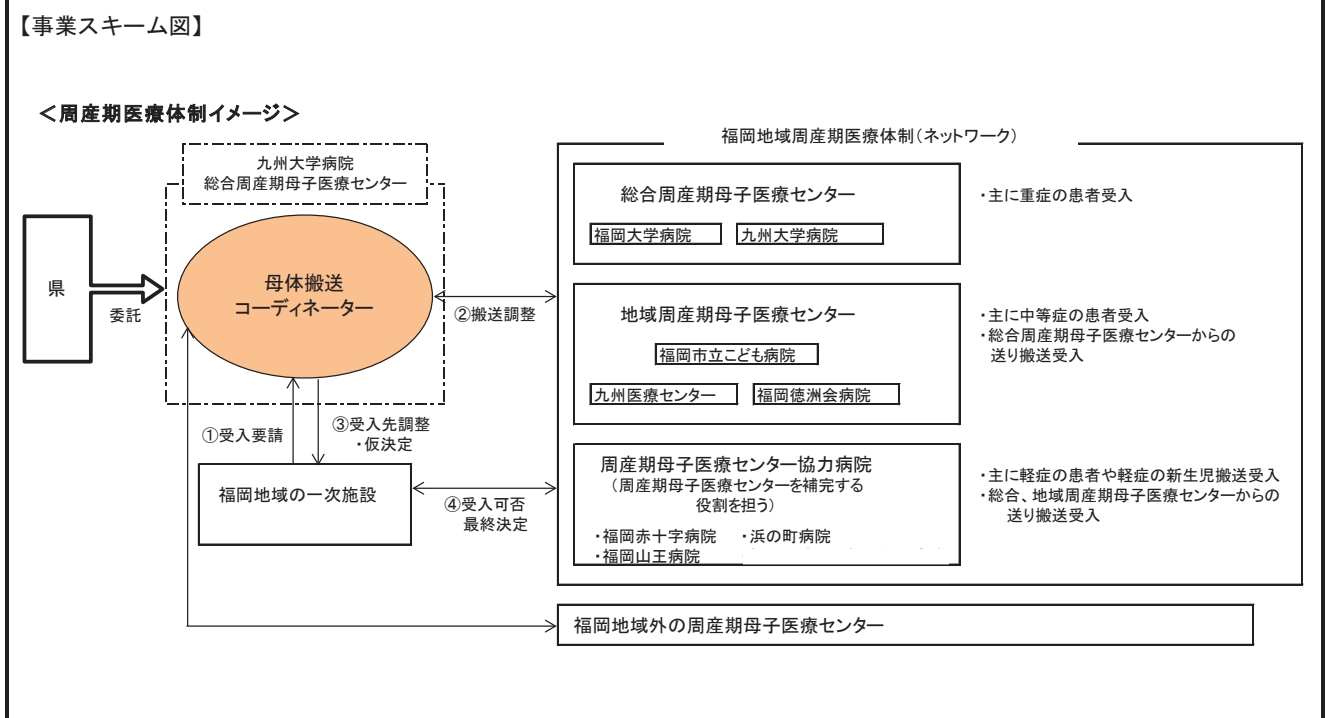 【事業スキーム図】
＜周産期医療体制イメージ＞
九州大学病院
総合周産期母子医療センター
県
委託
母体搬送
コーディネーター
②搬送調整
①受入要請
③受入先調整
・仮決定
福岡地域の一次施設
④受入可否
最終決定
福岡地域周産期医療体制（ネットワーク）
総合周産期母子医療センター
福岡大学病院
九州大学病院
・主に重症の患者受入
地域周産期母子医療センター
福岡市立こども病院
九州医療センター
福岡徳洲会病院
・主に中等症の患者受入
・総合周産期母子医療センターからの
送り搬送受入
周産期母子医療センター協力病院
（周産期母子医療センターを補完する
役割を担う）
・福岡赤十字病院
・浜の町病院
・福岡山王病院
・主に軽症の患者や軽症の新生児搬送受入
・総合、地域周産期母子医療センターからの
送り搬送受入
福岡地域外の周産期母子医療センター